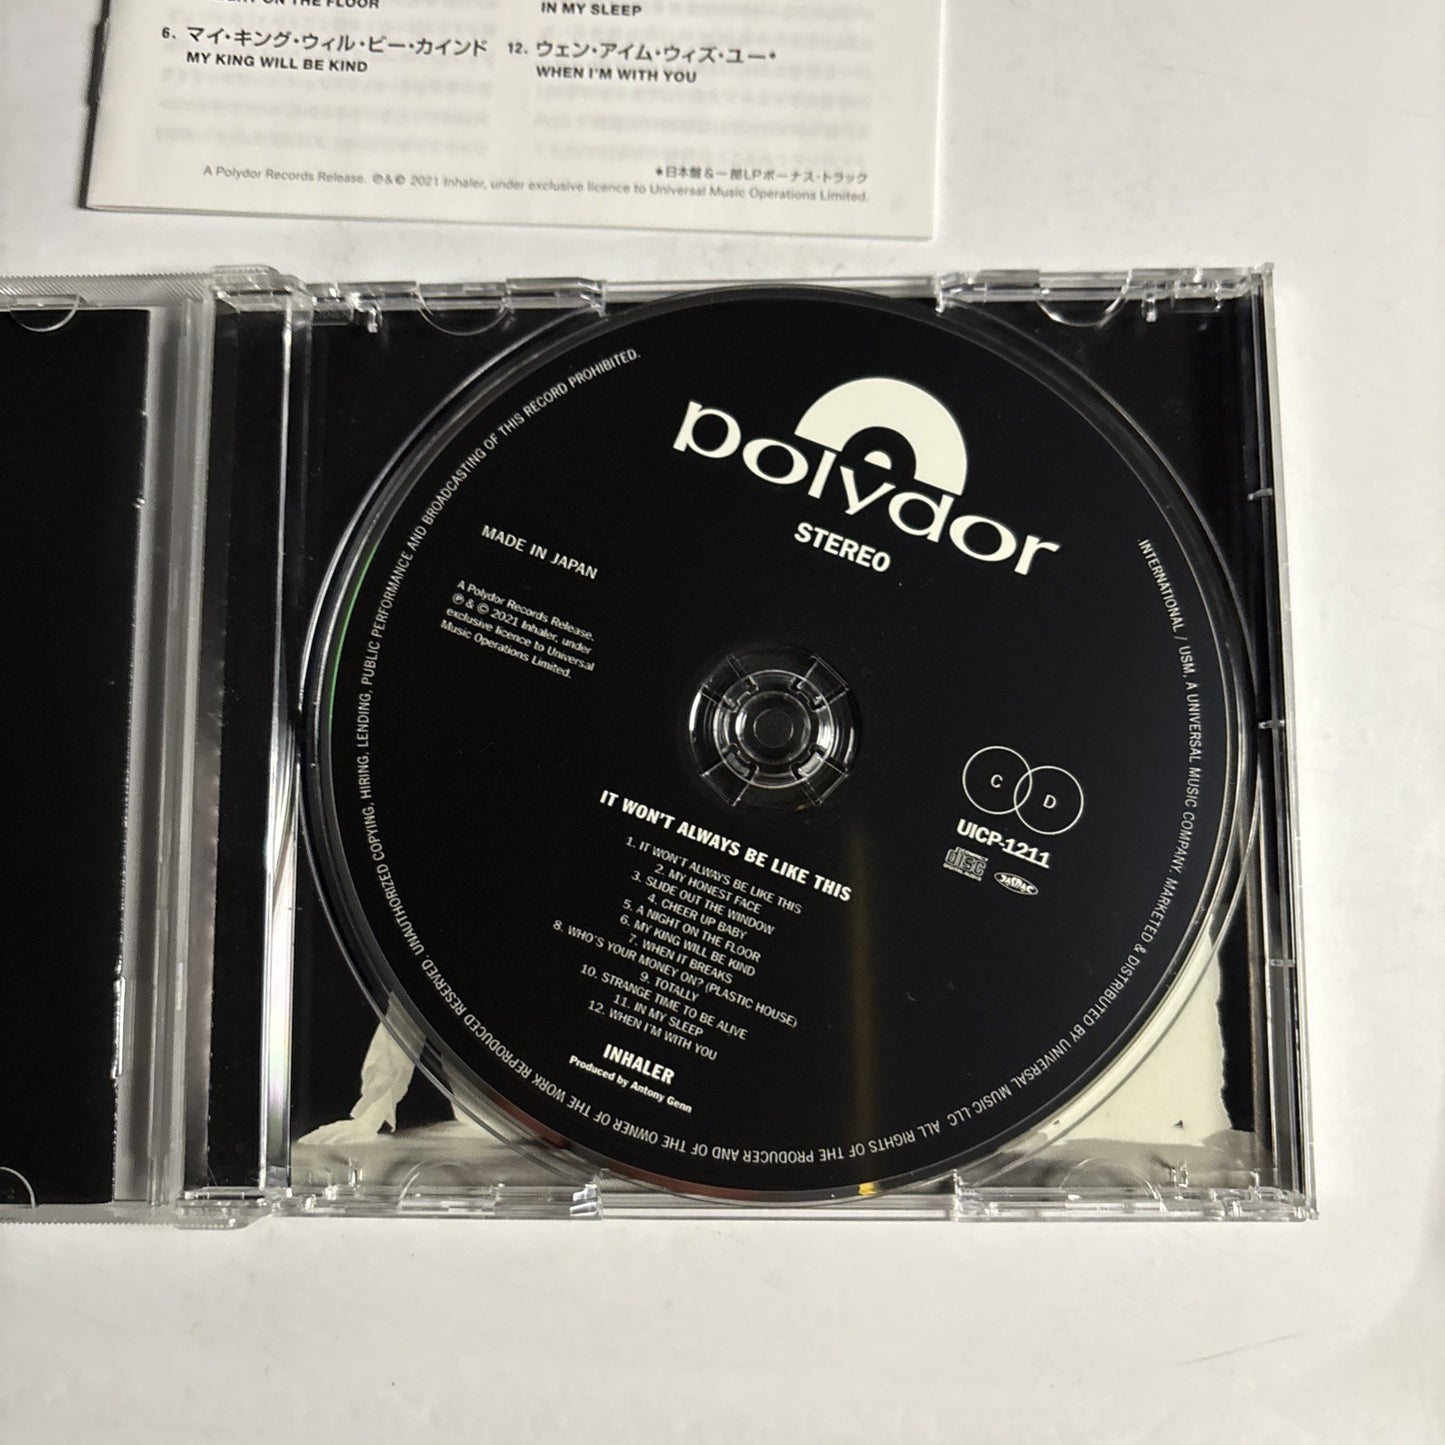 NIGHT ON THE FLOOR
IN MY SLEEP
6. マイ・キング・ウィル・ビー・カインド
MY KING WILL BE KIND
12. ウェン・アイム・ウィズ・ユー*
WHEN I'M WITH YOU
*日本盤&一部LPボーナス・トラック
A Polydor Records Release. ℗&© 2021 Inhaler, under exclusive licence to Universal Music Operations Limited.
polydor
STEREO
MADE IN JAPAN
A Polydor Records Release.
℗ & © 2021 Inhaler, under
exclusive licence to Universal
Music Operations Limited.
C D
UICP-1211
COMPACT
DISC
DIGITAL AUDIO
JASRAC
IT WON'T ALWAYS BE LIKE THIS
1. IT WON'T ALWAYS BE LIKE THIS
2. MY HONEST FACE
3. SLIDE OUT THE WINDOW
4. CHEER UP BABY
5. A NIGHT ON THE FLOOR
6. MY KING WILL BE KIND
7. WHEN IT BREAKS
8. WHO'S YOUR MONEY ON? (PLASTIC HOUSE)
9. TOTALLY
10. STRANGE TIME TO BE ALIVE
11. IN MY SLEEP
12. WHEN I'M WITH YOU
INHALER
Produced by Antony Genn
INTERNATIONAL / USM, A UNIVERSAL MUSIC COMPANY. MARKETED & DISTRIBUTED BY UNIVERSAL MUSIC LLC ALL RIGHTS OF THE PRODUCER AND OF THE OWNER OF THE WORK REPRODUCED RESERVED. UNAUTHORIZED COPYING, HIRING, LENDING, PUBLIC PERFORMANCE AND BROADCASTING OF THIS RECORD PROHIBITED.